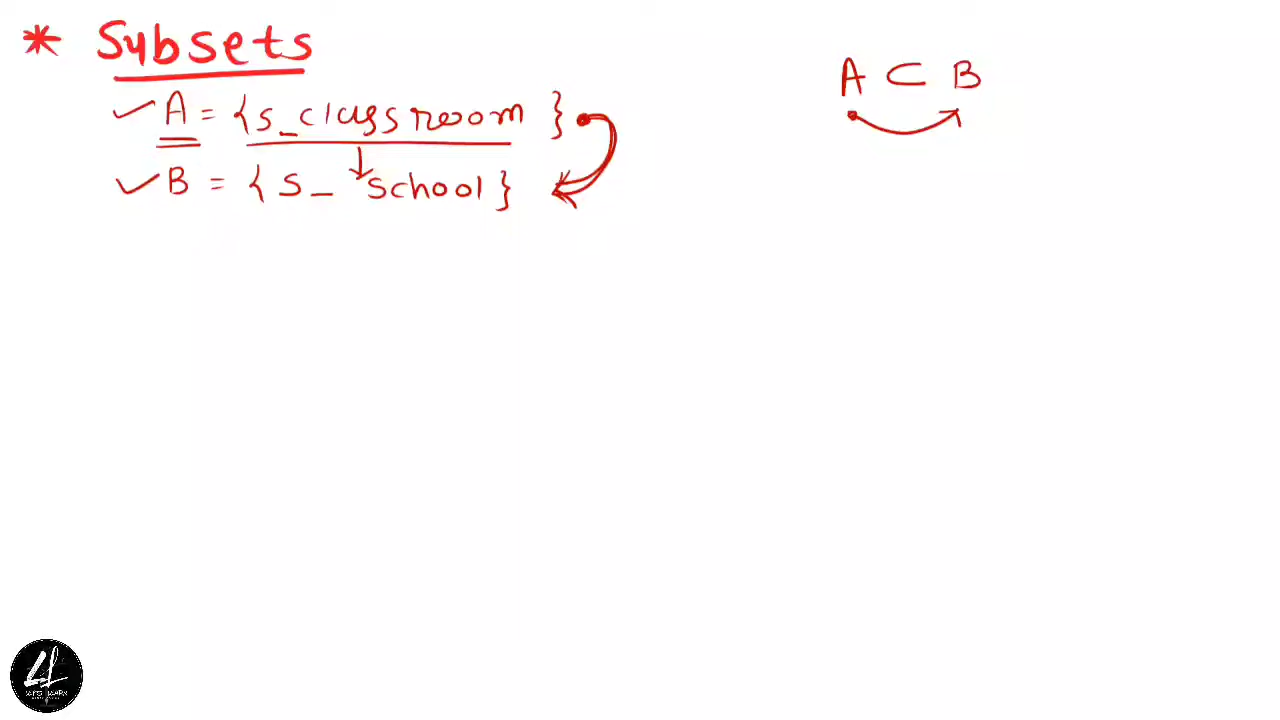 * Subsets
✓ A = {s_classroom}
✓ B = {s_ school}
A ⊂ B